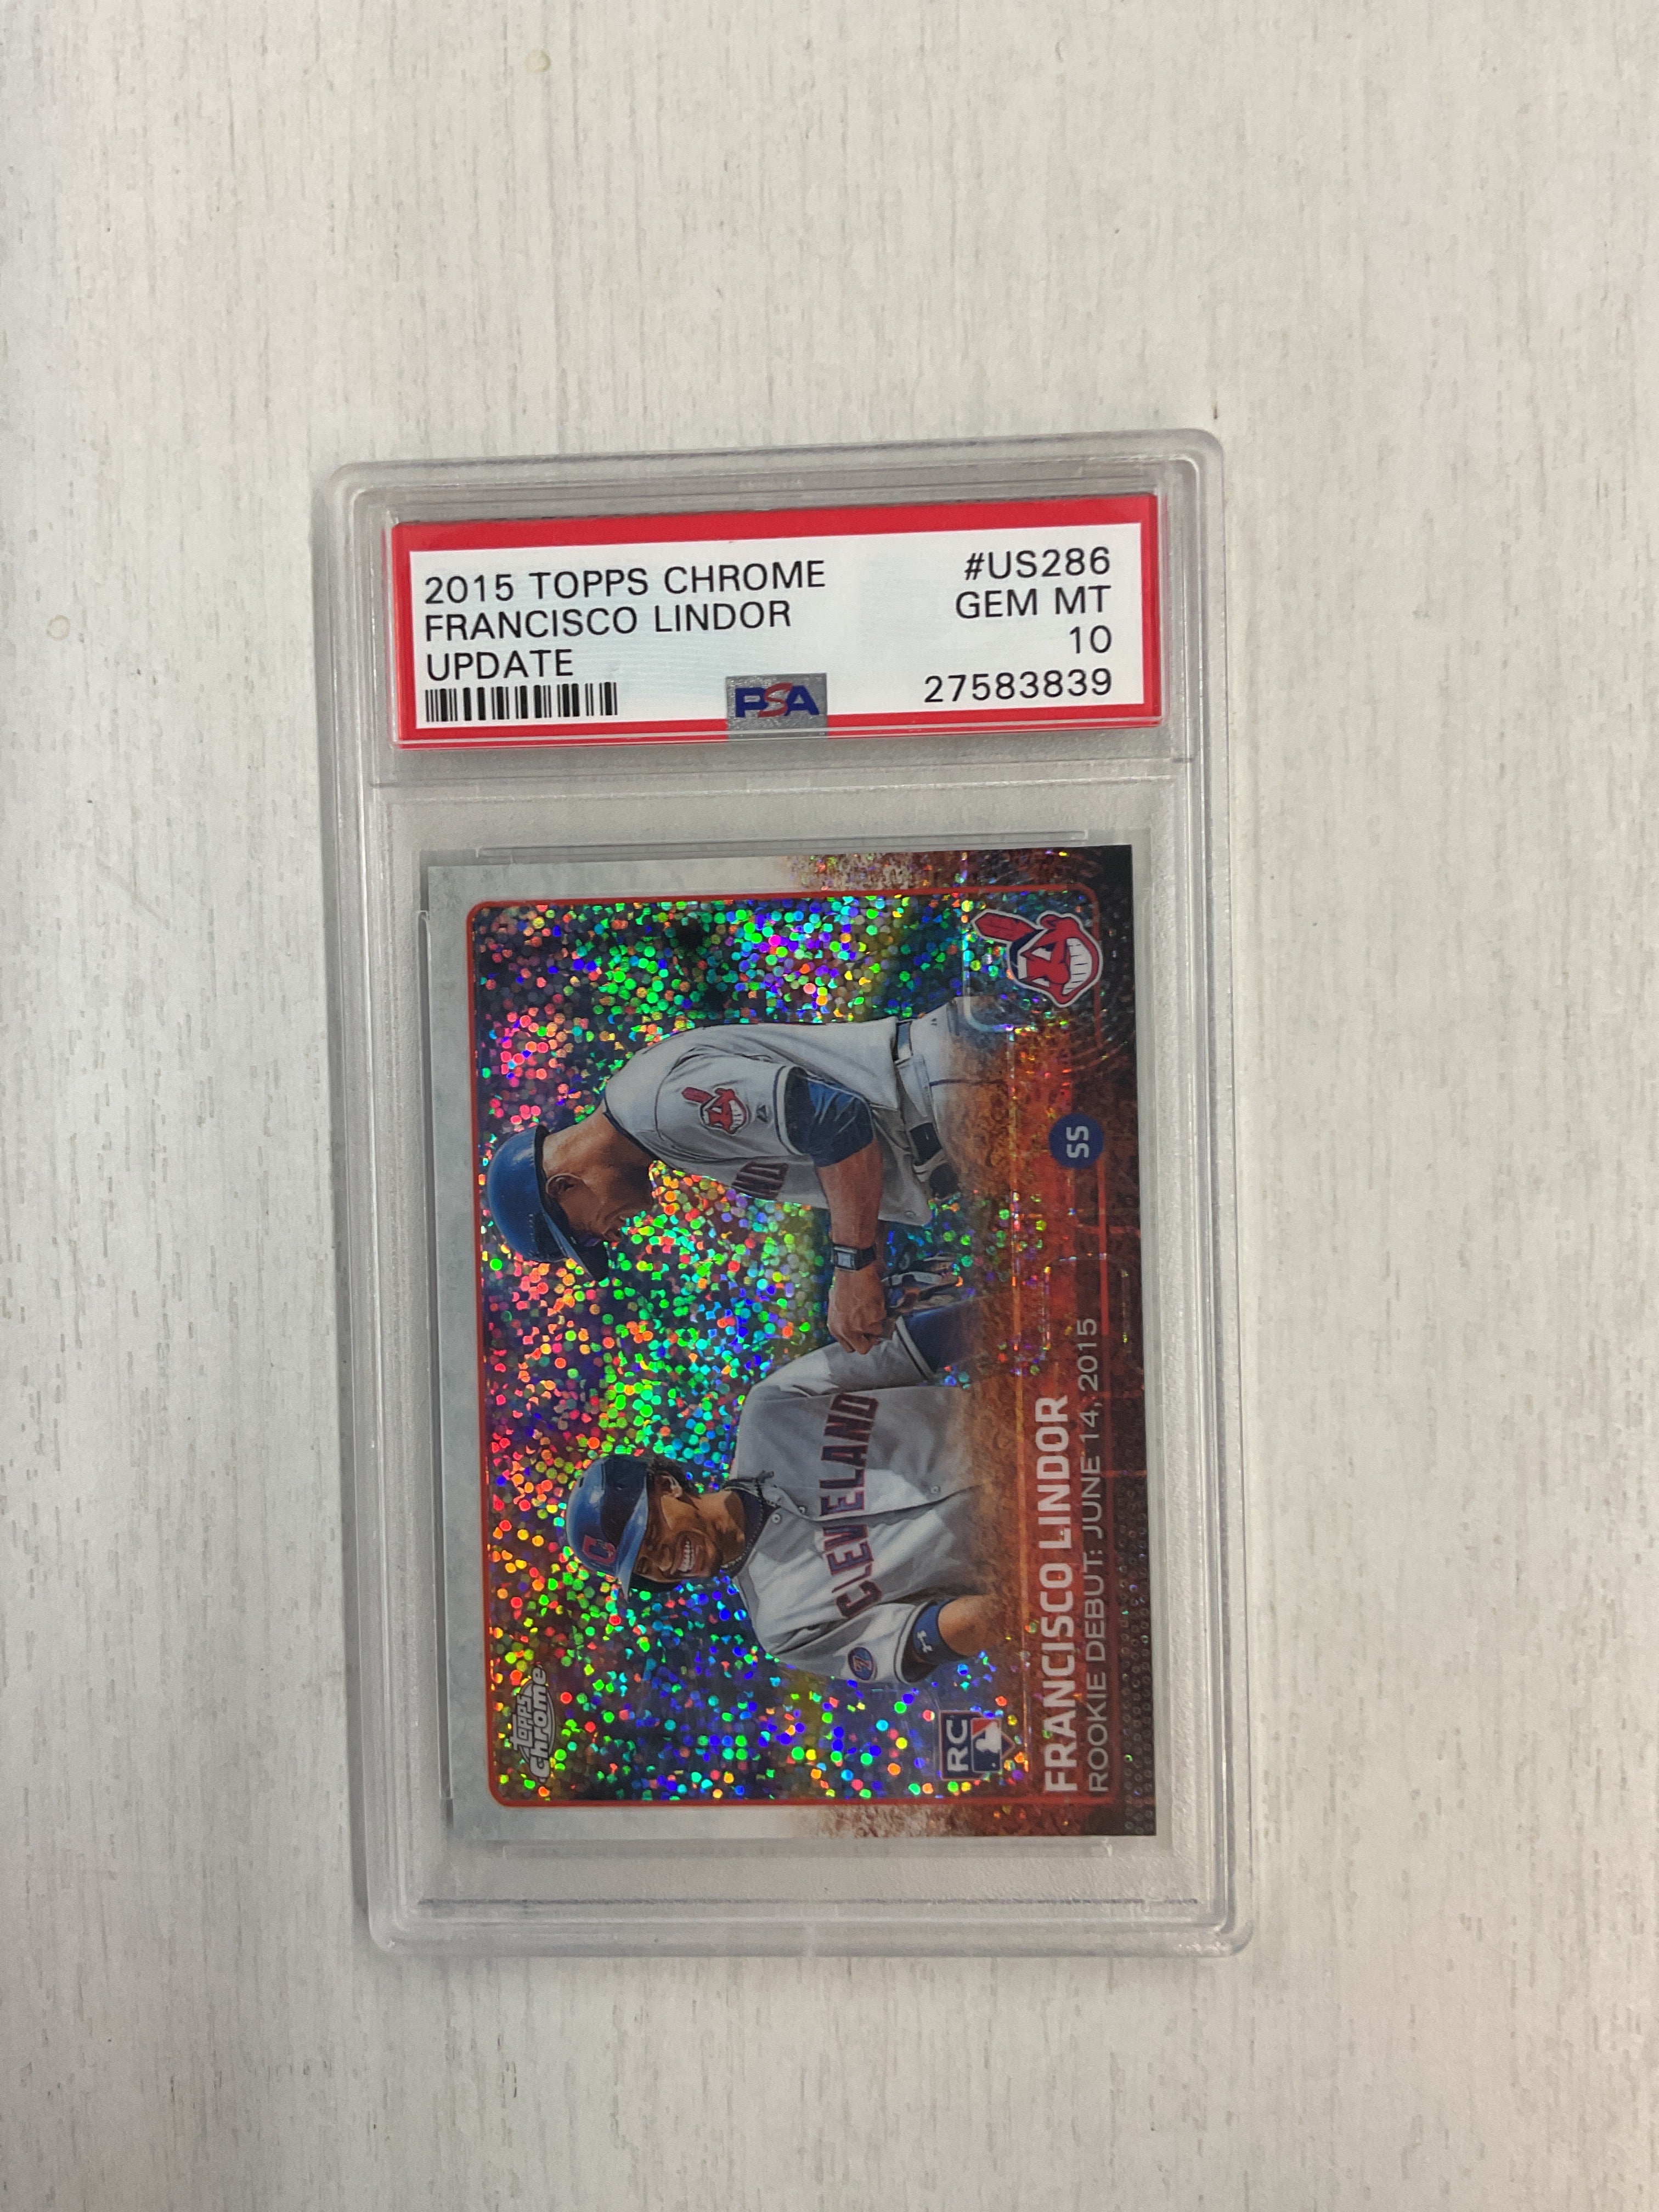 2015 TOPPS CHROME #US286
FRANCISCO LINDOR GEM MT
UPDATE 10
PSA 27583839
Topps
Chrome
C
CLEVELAND
RC
SS
FRANCISCO LINDOR
ROOKIE DEBUT: JUNE 14, 2015